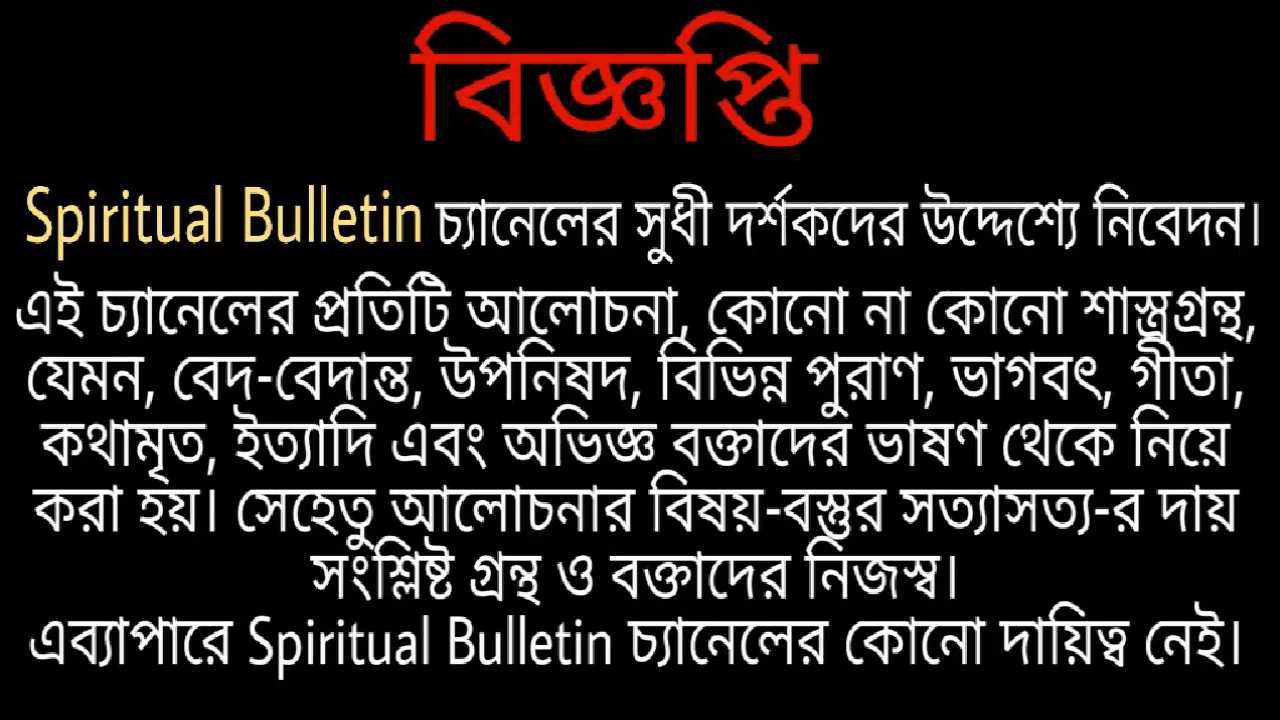 বিজ্ঞপ্তি
Spiritual Bulletin চ্যানেলের সুধী দর্শকদের উদ্দেশ্যে নিবেদন।
এই চ্যানেলের প্রতিটি আলোচনা, কোনো না কোনো শাস্ত্রগ্রন্থ,
যেমন, বেদ-বেদান্ত, উপনিষদ, বিভিন্ন পুরাণ, ভাগবৎ, গীতা,
কথামৃত, ইত্যাদি এবং অভিজ্ঞ বক্তাদের ভাষণ থেকে নিয়ে
করা হয়। সেহেতু আলোচনার বিষয়-বস্তুর সত্যাসত্য-র দায়
সংশ্লিষ্ট গ্রন্থ ও বক্তাদের নিজস্ব।
এব্যাপারে Spiritual Bulletin চ্যানেলের কোনো দায়িত্ব নেই।